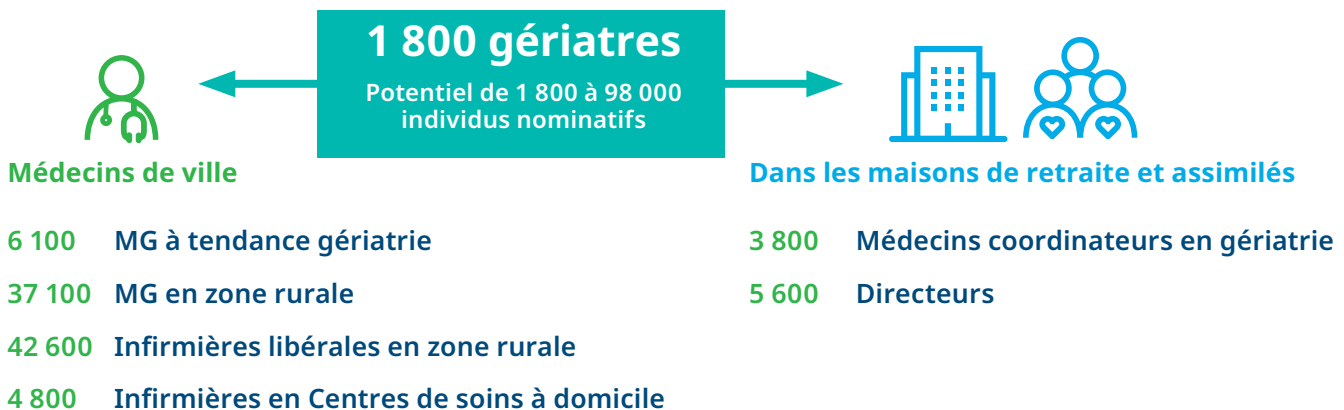 1 800 gériatres
Potentiel de 1 800 à 98 000
individus nominatifs
Médecins de ville
6 100 MG à tendance gériatrie
37 100 MG en zone rurale
42 600 Infirmières libérales en zone rurale
4 800 Infirmières en Centres de soins à domicile
Dans les maisons de retraite et assimilés
3 800 Médecins coordinateurs en gériatrie
5 600 Directeurs